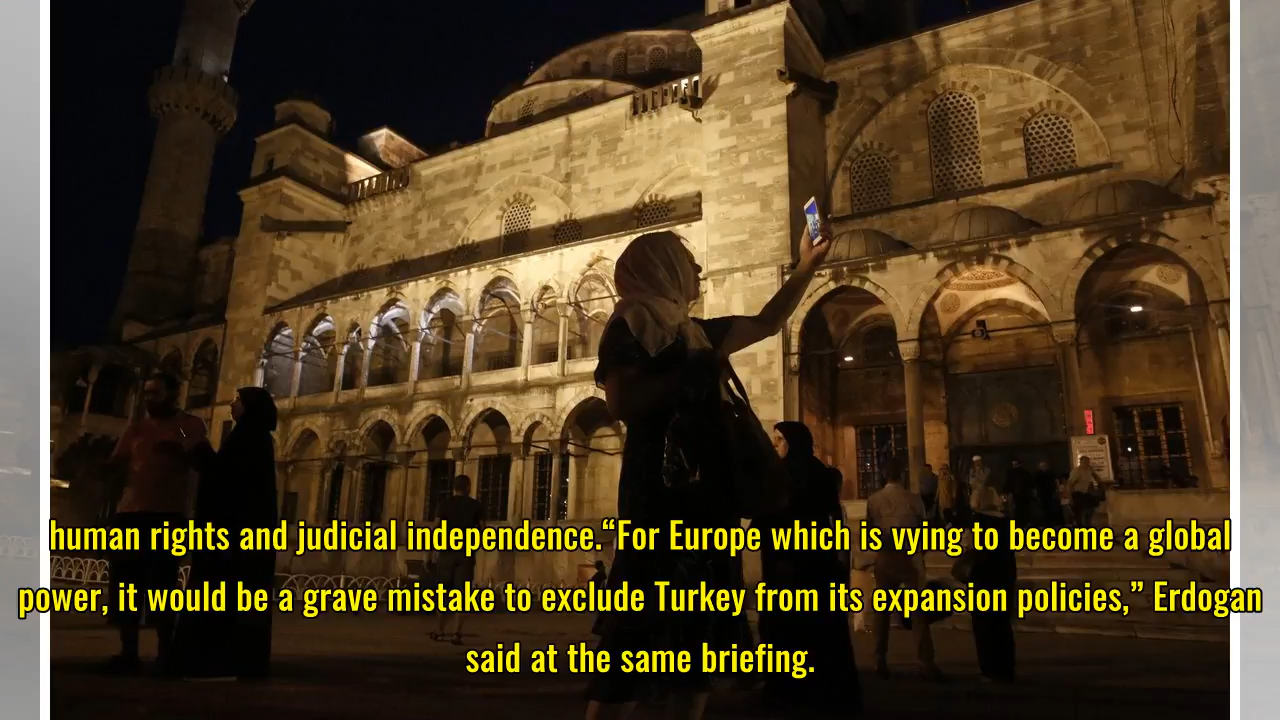 human rights and judicial independence.“For Europe which is vying to become a global
power, it would be a grave mistake to exclude Turkey from its expansion policies,” Erdogan
said at the same briefing.